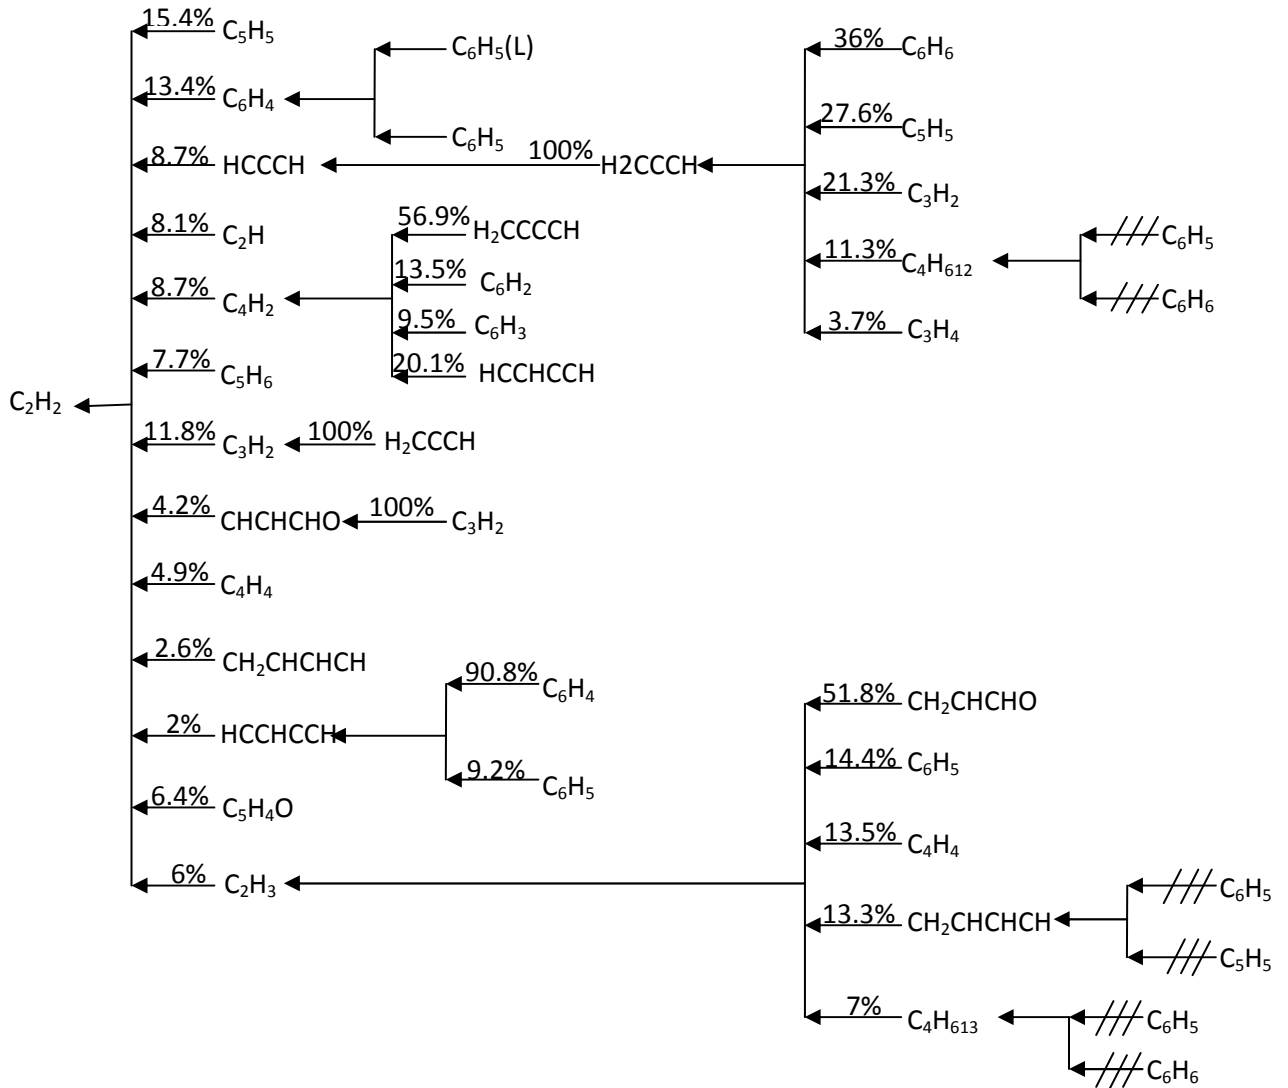 15.4% C₅H₅
13.4% C₆H₄
C₆H₅(L)
C₆H₅
8.7% HCCCH
100% H2CCCH
36% C₆H₆
27.6% C₅H₅
21.3% C₃H₂
11.3% C₄H₆₁₂
C₆H₅
C₆H₆
3.7% C₃H₄
8.1% C₂H
8.7% C₄H₂
56.9% H₂CCCCH
13.5% C₆H₂
9.5% C₆H₃
20.1% HCCHCCH
7.7% C₅H₆
C₂H₂
11.8% C₃H₂ 100% H₂CCCH
4.2% CHCHCHO 100% C₃H₂
4.9% C₄H₄
2.6% CH₂CHCHCH
2% HCCHCCH
90.8% C₆H₄
9.2% C₆H₅
6.4% C₅H₄O
6% C₂H₃
51.8% CH₂CHCHO
14.4% C₆H₅
13.5% C₄H₄
13.3% CH₂CHCHCH
C₆H₅
C₅H₅
7% C₄H₆₁₃
C₆H₅
C₆H₆